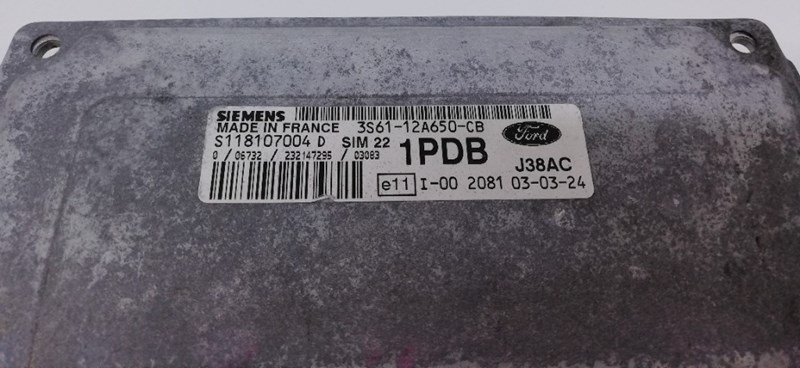 SIEMENS
MADE IN FRANCE 3S61-12A650-CB
S118107004 D SIM 22 1PDB Ford
0 / 06732 / 232147295 / 03083 J38AC
e11 I-00 2081 03-03-24